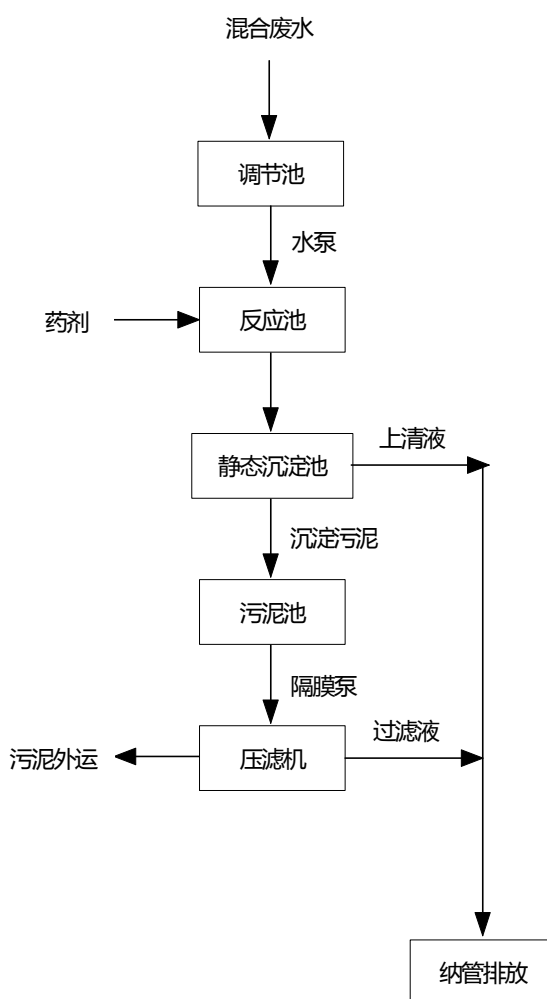 混合废水
调节池
水泵
药剂
反应池
上清液
静态沉淀池
沉淀污泥
污泥池
隔膜泵
过滤液
污泥外运
压滤机
纳管排放